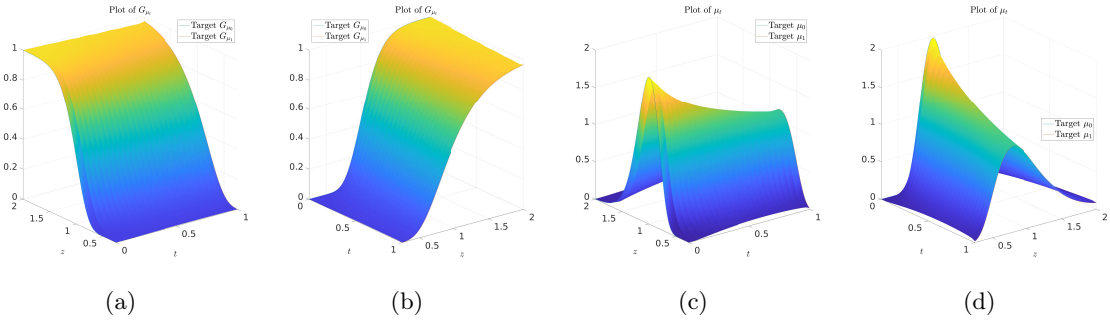 Plot of G_{μ_t}
Target G_{μ_0}
Target G_{μ_1}
1
0.8
0.6
0.4
0.2
0
2
1.5
1
0.5
z
0
0.5
1
t
(a)
Plot of G_{μ_t}
Target G_{μ_0}
Target G_{μ_1}
1
0.8
0.6
0.4
0.2
0
0
0.5
1
t
0.5
1
1.5
2
z
(b)
Plot of μ_t
Target μ_0
Target μ_1
2
1.5
1
0.5
0
2
1.5
1
0.5
z
0
0.5
1
t
(c)
Plot of μ_t
Target μ_0
Target μ_1
2
1.5
1
0.5
0
0
0.5
1
t
0.5
1
1.5
2
z
(d)